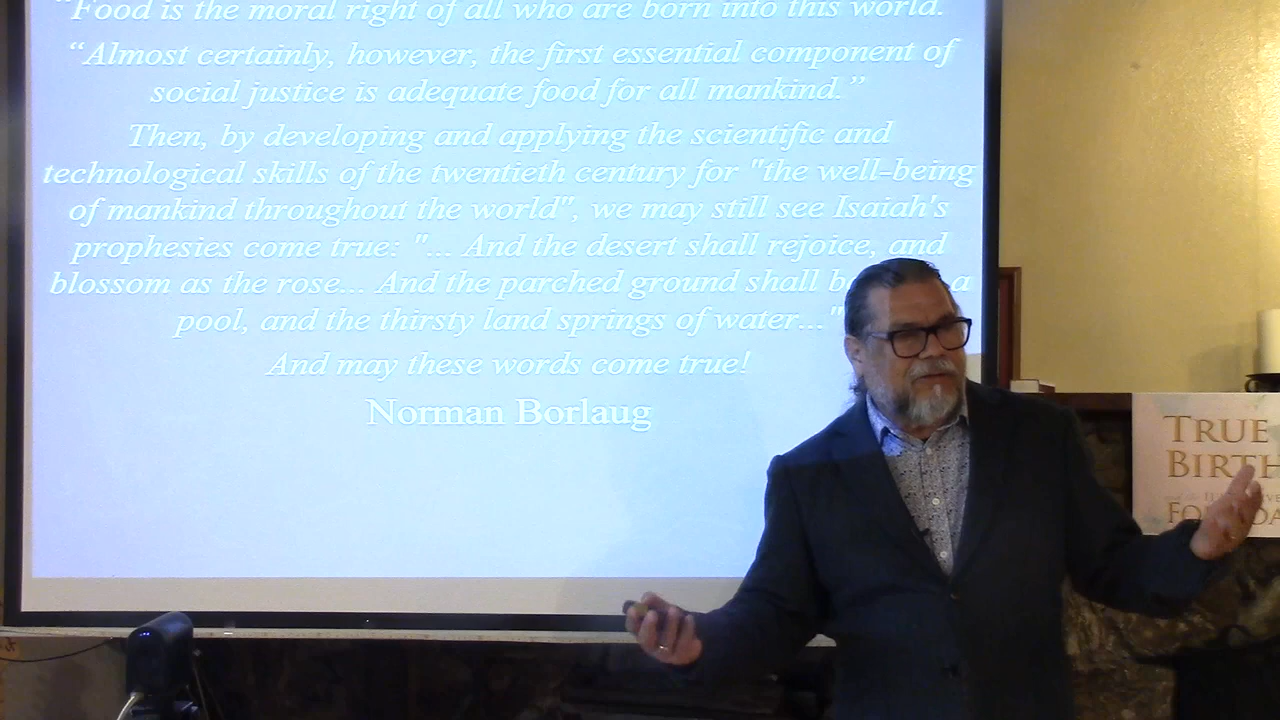 "Food is the moral right of all who are born into this world.
“Almost certainly, however, the first essential component of
social justice is adequate food for all mankind.”
Then, by developing and applying the scientific and
technological skills of the twentieth century for "the well-being
of mankind throughout the world", we may still see Isaiah's
prophesies come true: "... And the desert shall rejoice, and
blossom as the rose... And the parched ground shall a
pool, and the thirsty land springs of water..."
And may these words come true!
Norman Borlaug
TRUE
BIRTH